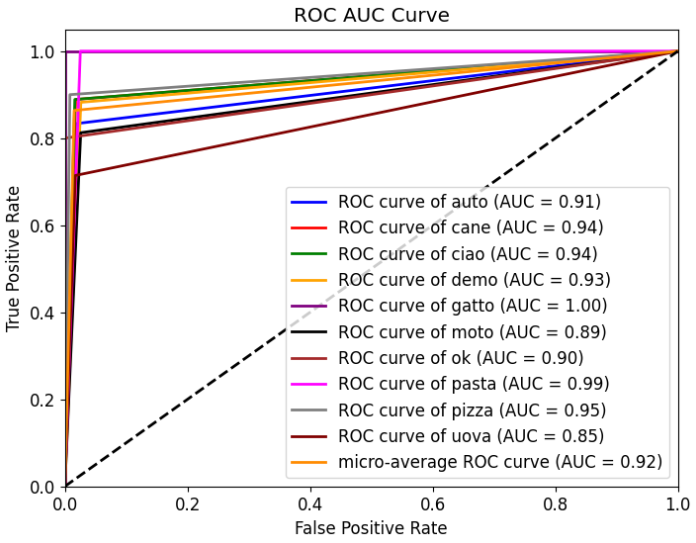 ROC AUC Curve
True Positive Rate
1.0
0.8
0.6
0.4
0.2
0.0
ROC curve of auto (AUC = 0.91)
ROC curve of cane (AUC = 0.94)
ROC curve of ciao (AUC = 0.94)
ROC curve of demo (AUC = 0.93)
ROC curve of gatto (AUC = 1.00)
ROC curve of moto (AUC = 0.89)
ROC curve of ok (AUC = 0.90)
ROC curve of pasta (AUC = 0.99)
ROC curve of pizza (AUC = 0.95)
ROC curve of uova (AUC = 0.85)
micro-average ROC curve (AUC = 0.92)
0.0 0.2 0.4 0.6 0.8 1.0
False Positive Rate